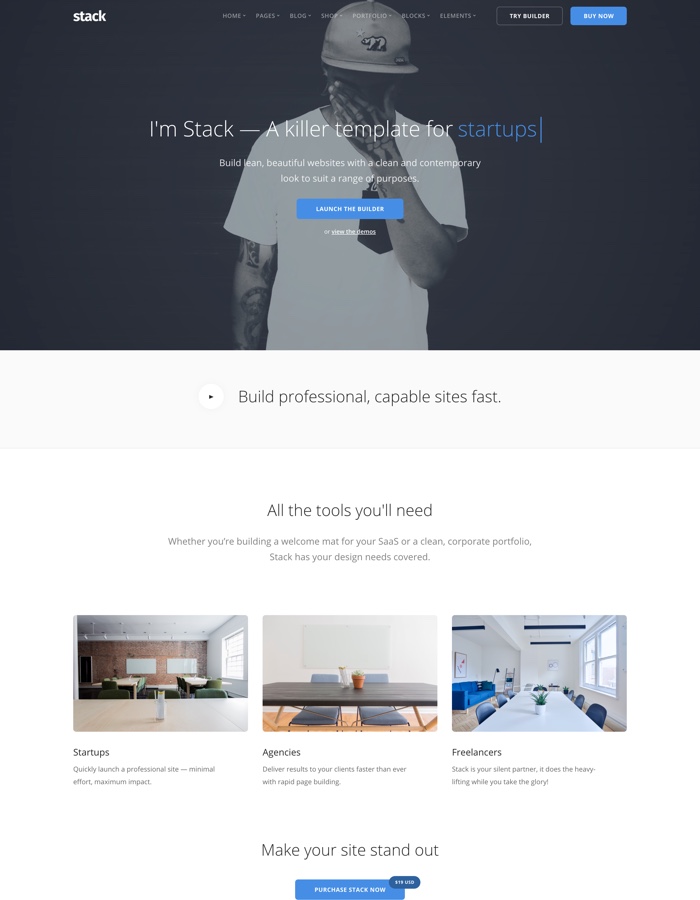 stack
HOME PAGES BLOG SHOP PORTFOLIO BLOCKS ELEMENTS
TRY BUILDER
BUY NOW
I'm Stack — A killer template for startups
Build lean, beautiful websites with a clean and contemporary
look to suit a range of purposes.
LAUNCH THE BUILDER
or view the demos
Build professional, capable sites fast.
All the tools you'll need
Whether you're building a welcome mat for your SaaS or a clean, corporate portfolio,
Stack has your design needs covered.
Startups
Quickly launch a professional site — minimal
effort, maximum impact.
Agencies
Deliver results to your clients faster than ever
with rapid page building.
Freelancers
Stack is your silent partner, it does the heavy-
lifting while you take the glory!
Make your site stand out
PURCHASE STACK NOW
$19 USD